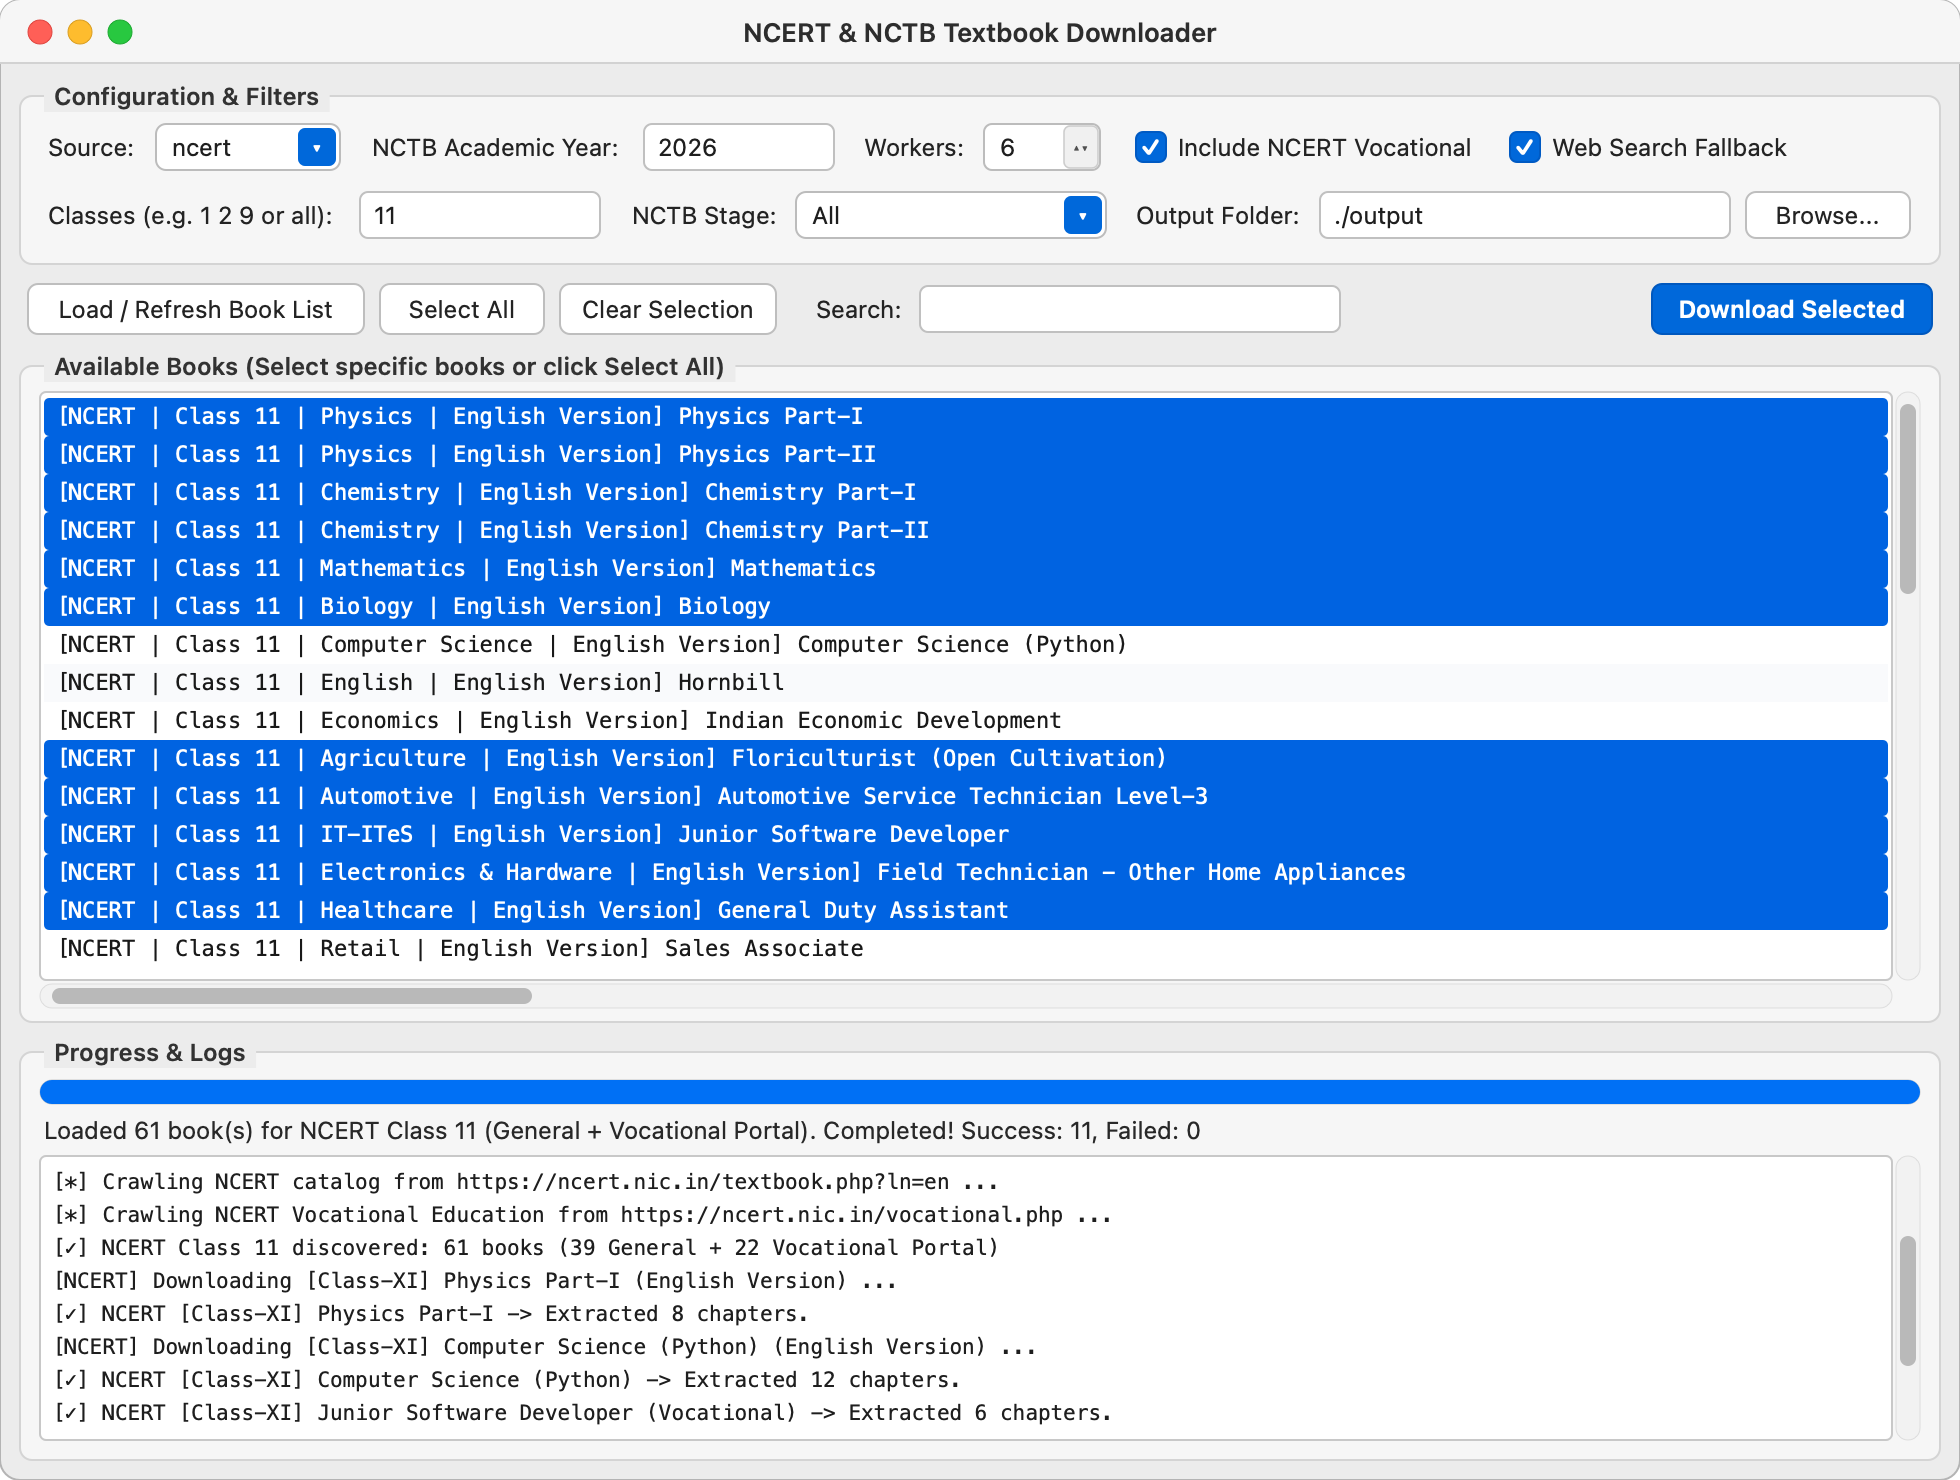 NCERT & NCTB Textbook Downloader
Configuration & Filters
Source: ncert NCTB Academic Year: 2026 Workers: 6 Include NCERT Vocational Web Search Fallback
Classes (e.g. 1 2 9 or all): 11 NCTB Stage: All Output Folder: ./output Browse...
Load / Refresh Book List Select All Clear Selection Search: Download Selected
Available Books (Select specific books or click Select All)
[NCERT | Class 11 | Physics | English Version] Physics Part-I
[NCERT | Class 11 | Physics | English Version] Physics Part-II
[NCERT | Class 11 | Chemistry | English Version] Chemistry Part-I
[NCERT | Class 11 | Chemistry | English Version] Chemistry Part-II
[NCERT | Class 11 | Mathematics | English Version] Mathematics
[NCERT | Class 11 | Biology | English Version] Biology
[NCERT | Class 11 | Computer Science | English Version] Computer Science (Python)
[NCERT | Class 11 | English | English Version] Hornbill
[NCERT | Class 11 | Economics | English Version] Indian Economic Development
[NCERT | Class 11 | Agriculture | English Version] Floriculturist (Open Cultivation)
[NCERT | Class 11 | Automotive | English Version] Automotive Service Technician Level-3
[NCERT | Class 11 | IT-ITeS | English Version] Junior Software Developer
[NCERT | Class 11 | Electronics & Hardware | English Version] Field Technician - Other Home Appliances
[NCERT | Class 11 | Healthcare | English Version] General Duty Assistant
[NCERT | Class 11 | Retail | English Version] Sales Associate
Progress & Logs
Loaded 61 book(s) for NCERT Class 11 (General + Vocational Portal). Completed! Success: 11, Failed: 0
[*] Crawling NCERT catalog from https://ncert.nic.in/textbook.php?ln=en ...
[*] Crawling NCERT Vocational Education from https://ncert.nic.in/vocational.php ...
[✓] NCERT Class 11 discovered: 61 books (39 General + 22 Vocational Portal)
[NCERT] Downloading [Class-XI] Physics Part-I (English Version) ...
[✓] NCERT [Class-XI] Physics Part-I -> Extracted 8 chapters.
[NCERT] Downloading [Class-XI] Computer Science (Python) (English Version) ...
[✓] NCERT [Class-XI] Computer Science (Python) -> Extracted 12 chapters.
[✓] NCERT [Class-XI] Junior Software Developer (Vocational) -> Extracted 6 chapters.